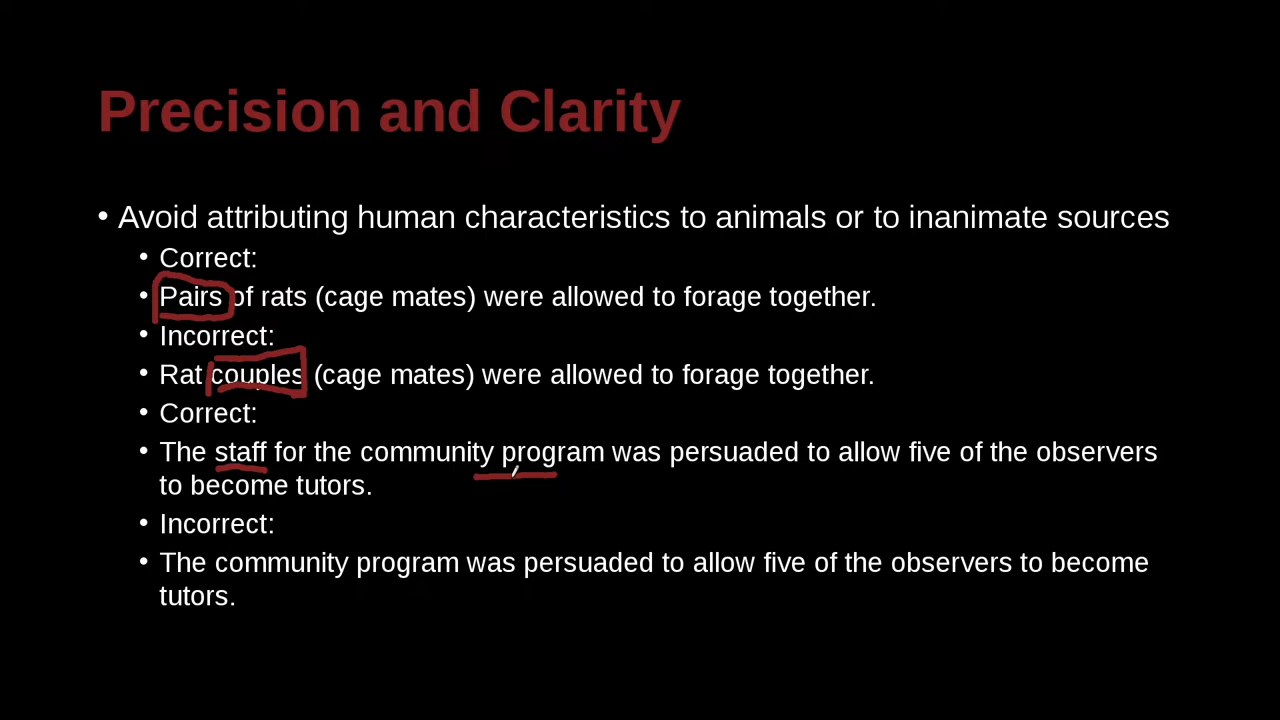 Precision and Clarity
• Avoid attributing human characteristics to animals or to inanimate sources
• Correct:
• Pairs of rats (cage mates) were allowed to forage together.
• Incorrect:
• Rat couples (cage mates) were allowed to forage together.
• Correct:
• The staff for the community program was persuaded to allow five of the observers
to become tutors.
• Incorrect:
• The community program was persuaded to allow five of the observers to become
tutors.